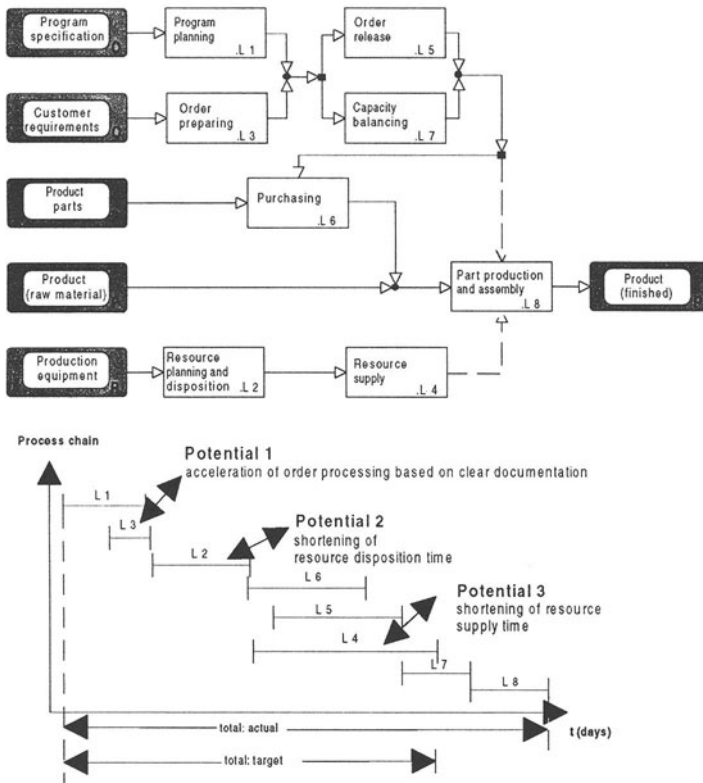 Program
specification
Program
planning
.L 1
Order
release
.L 5
Customer
requirements
Order
preparing
.L 3
Capacity
balancing
.L 7
Product
parts
Purchasing
.L 6
Product
(raw material)
Part production
and assembly
.L 8
Product
(finished)
Production
equipment
Resource
planning and
disposition
.L 2
Resource
supply
.L 4
Process chain
Potential 1
acceleration of order processing based on clear documentation
L 1
L 3
Potential 2
shortening of
resource disposition time
L 2
L 6
Potential 3
shortening of resource
supply time
L 5
L 4
L 7
L 8
total: actual
t (days)
total: target